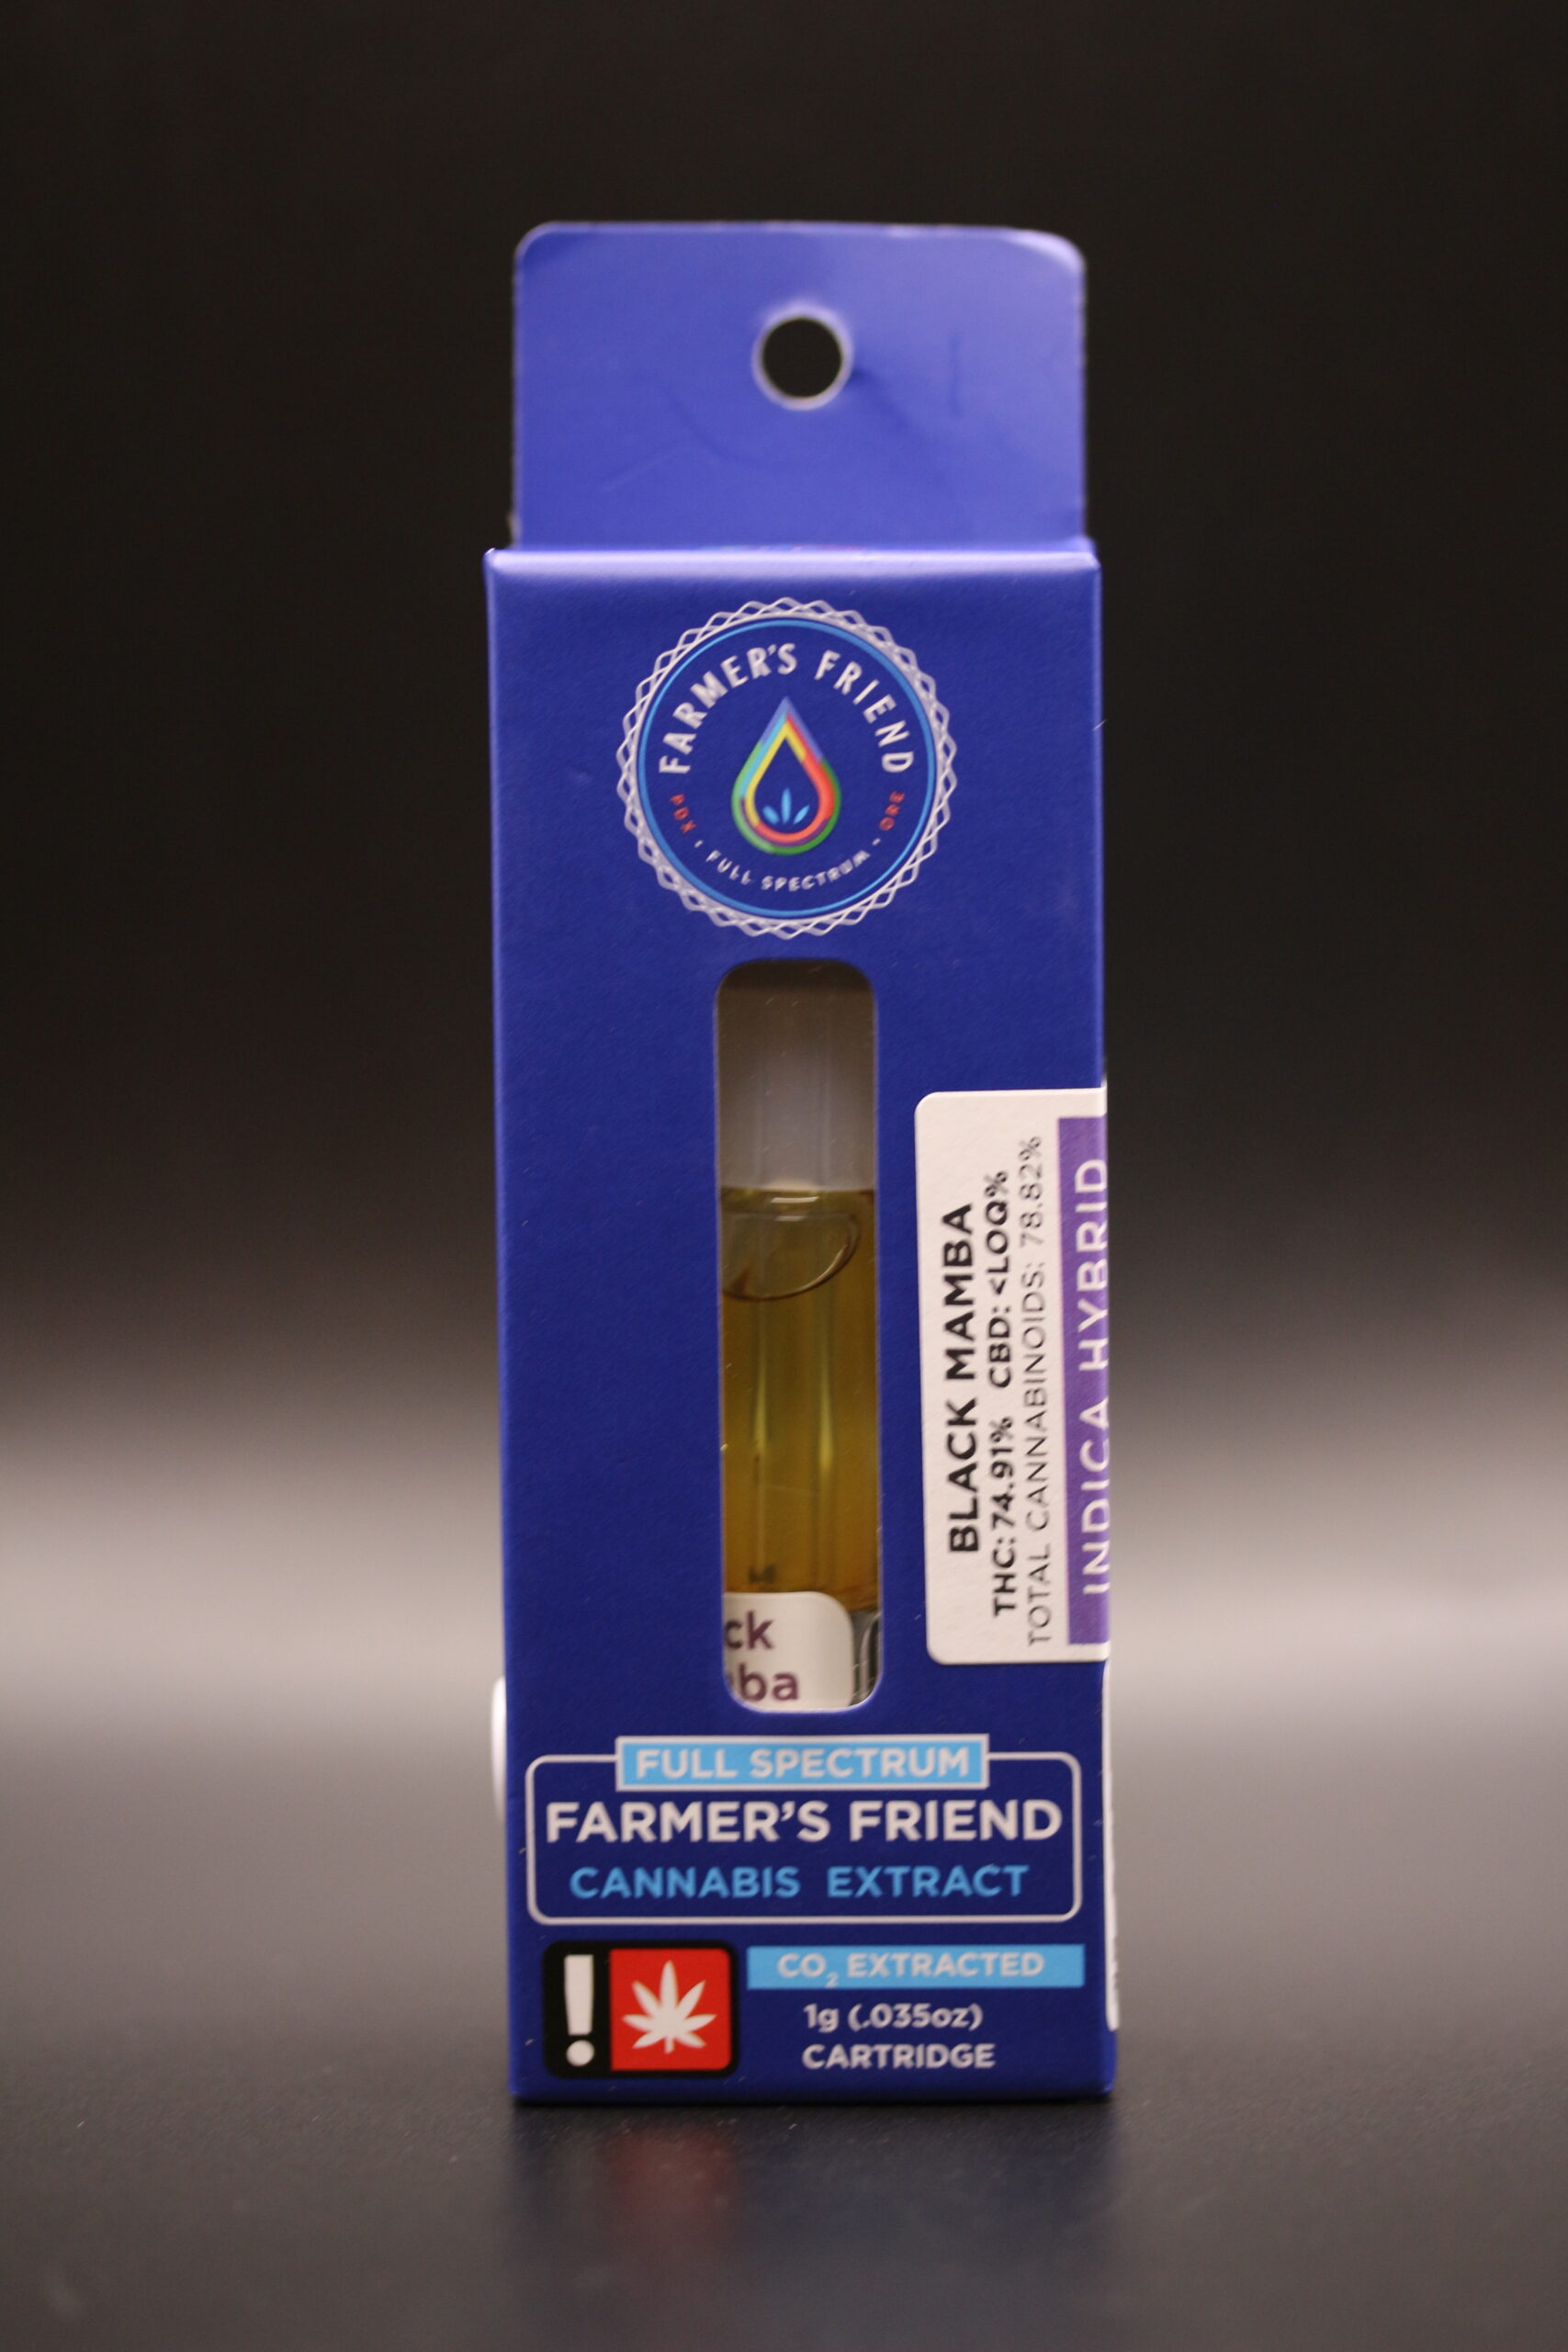 FARMER'S FRIEND
PDX • FULL SPECTRUM • ORE
BLACK MAMBA
THC: 74.91% CBD: <LOQ%
TOTAL CANNABINOIDS: 78.82%
INDICA HYBRID
ck
ba
FULL SPECTRUM
FARMER'S FRIEND
CANNABIS EXTRACT
!
CO₂ EXTRACTED
1g (.035oz)
CARTRIDGE